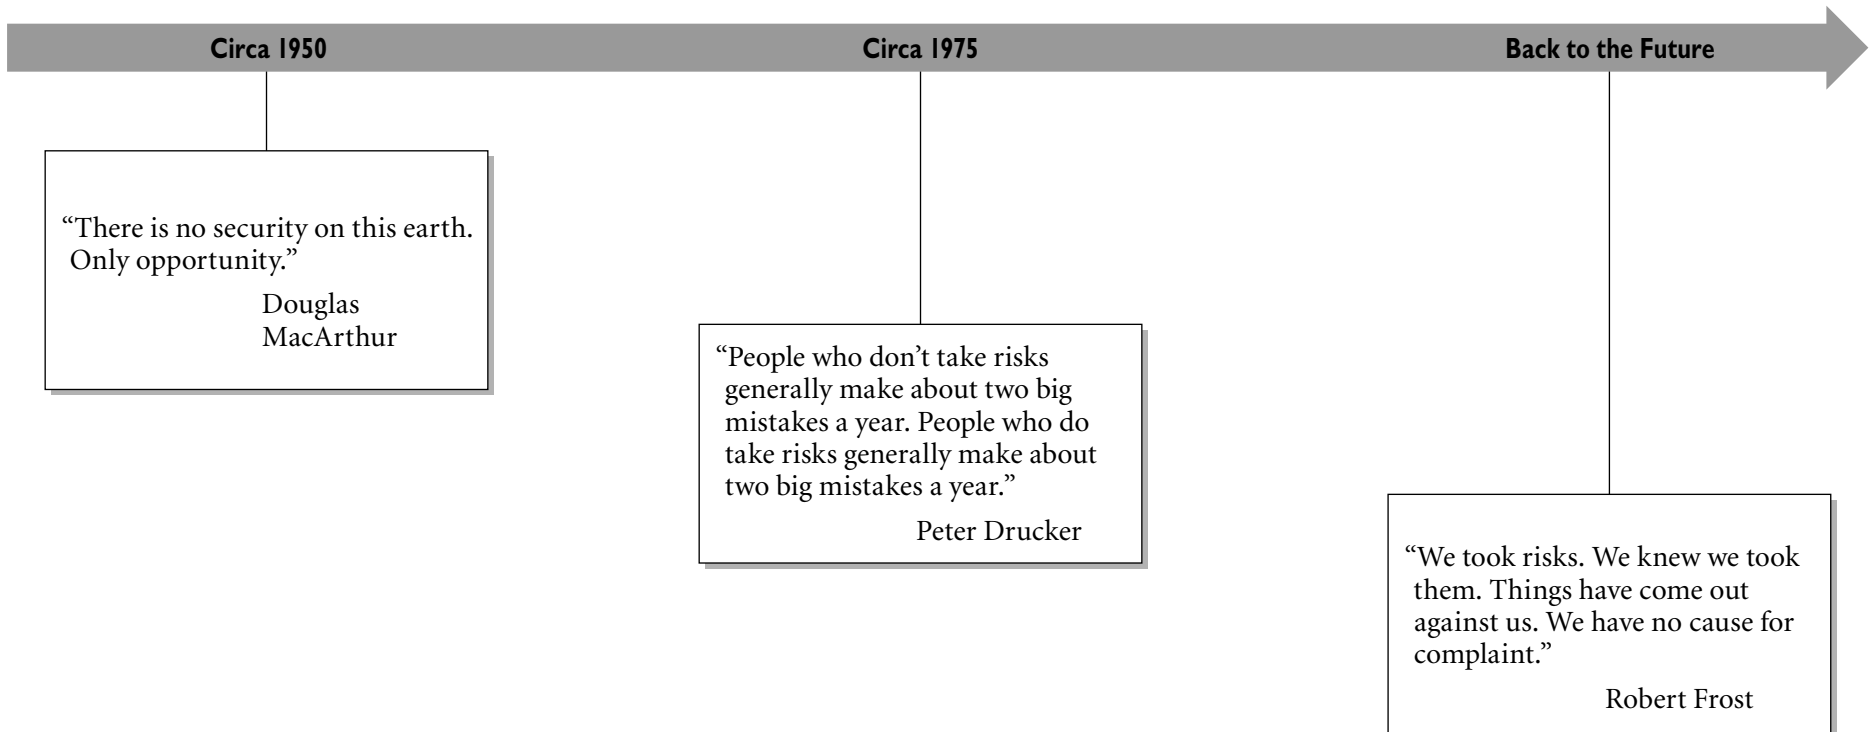 Circa 1950
Circa 1975
Back to the Future
“There is no security on this earth.
Only opportunity.”
Douglas
MacArthur
“People who don’t take risks
generally make about two big
mistakes a year. People who do
take risks generally make about
two big mistakes a year.”
Peter Drucker
“We took risks. We knew we took
them. Things have come out
against us. We have no cause for
complaint.”
Robert Frost